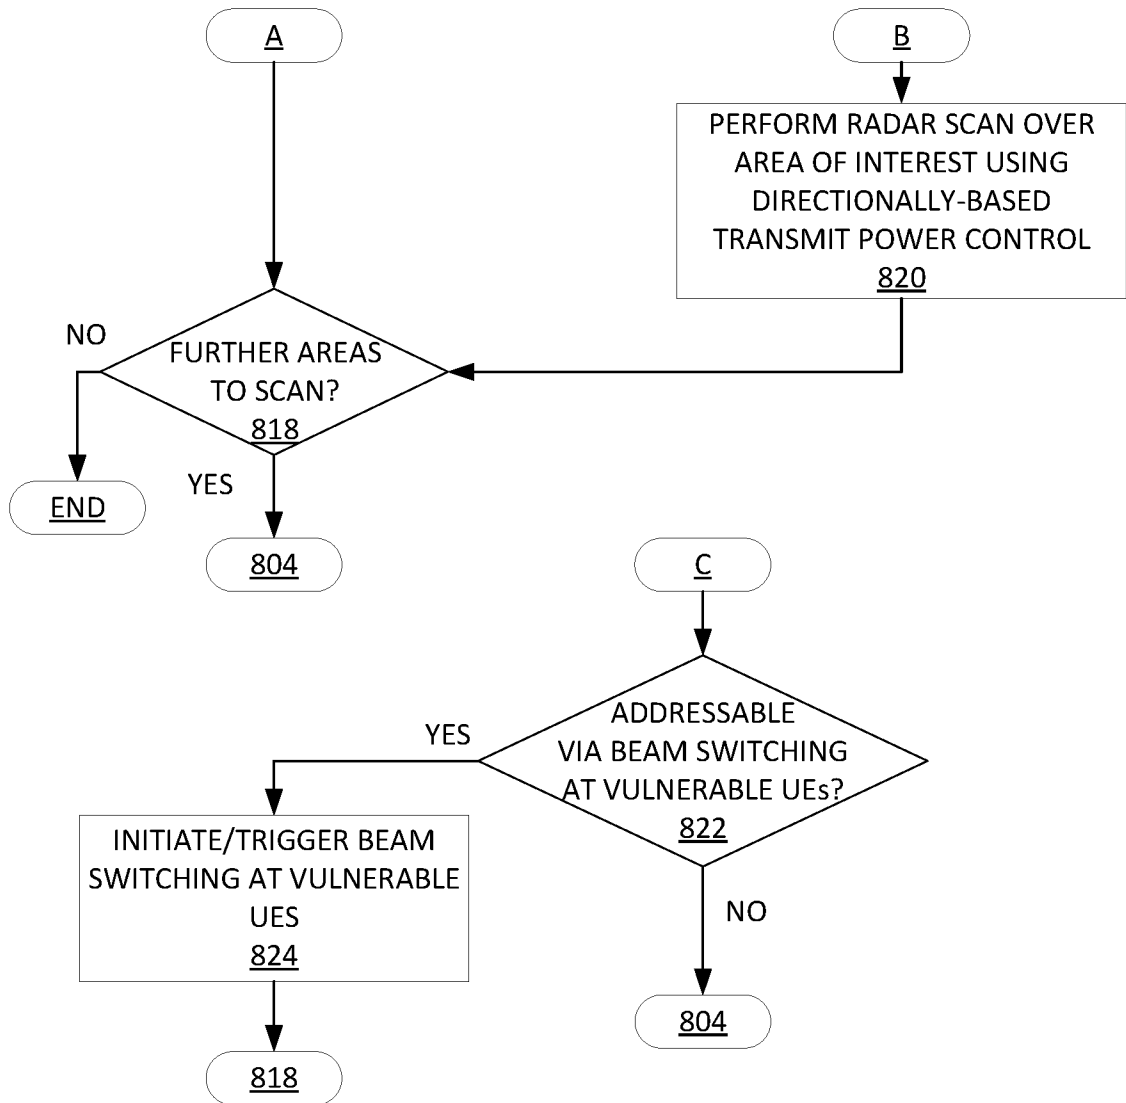 A
B
PERFORM RADAR SCAN OVER
AREA OF INTEREST USING
DIRECTIONALLY-BASED
TRANSMIT POWER CONTROL
820
NO
FURTHER AREAS
TO SCAN?
818
YES
END
804
C
ADDRESSABLE
VIA BEAM SWITCHING
AT VULNERABLE UEs?
822
YES
INITIATE/TRIGGER BEAM
SWITCHING AT VULNERABLE
UES
824
NO
804
818